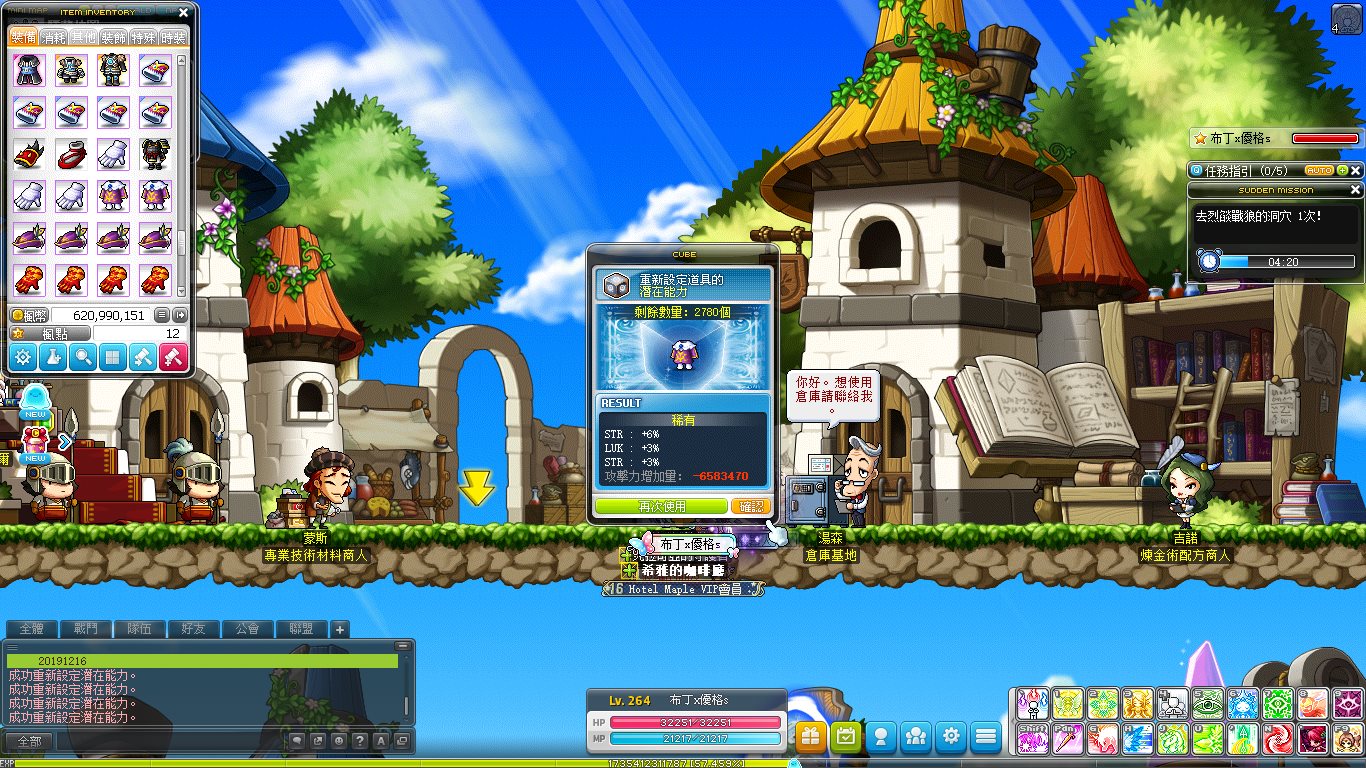 ITEM INVENTORY
裝備 消耗 其他 裝飾 特殊 時裝
楓幣 620,990,151
楓點 12
4
布丁x優格s
任務指引 (0/5) AUTO
SUDDEN MISSION
去烈燄戰狼的洞穴 1次!
04:20
CUBE
重新設定道具的
潛在能力
剩餘數量: 2780個
RESULT
稀有
STR : +6%
LUK : +3%
STR : +3%
攻擊力增加量: -6583470
再次使用 確認
你好。想使用
倉庫請聯絡我
。
NEW
NEW
蒙斯
專業技術材料商人
布丁x優格s
希雅的咖啡廳
16 Hotel Maple VIP會員
湯森
倉庫基地
吉諾
煉金術配方商人
全體 戰鬥 隊伍 好友 公會 聯盟 +
20191216
成功重新設定潛在能力。
成功重新設定潛在能力。
成功重新設定潛在能力。
成功重新設定潛在能力。
全部
Lv. 264 布丁x優格s
HP 32251/32251
MP 21217/21217
EXP 1735412311787 [57.459%]